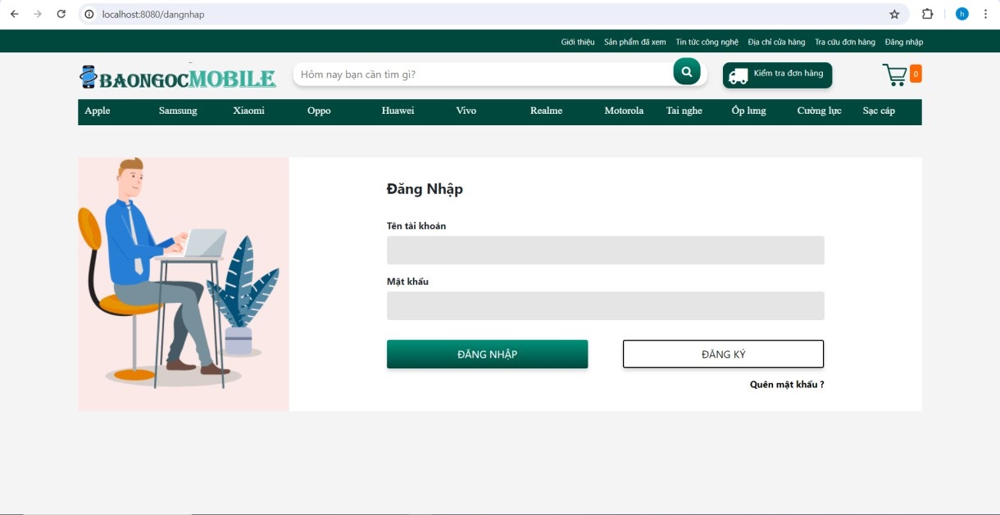 localhost:8080/dangnhap
h
Giới thiệu Sản phẩm đã xem Tin tức công nghệ Địa chỉ cửa hàng Tra cứu đơn hàng Đăng nhập
BAONGOCMOBILE
Hôm nay bạn cần tìm gì?
Kiểm tra đơn hàng
0
Apple Samsung Xiaomi Oppo Huawei Vivo Realme Motorola Tai nghe Ốp lưng Cường lực Sạc cáp
Đăng Nhập
Tên tài khoản
Mật khẩu
ĐĂNG NHẬP ĐĂNG KÝ
Quên mật khẩu ?